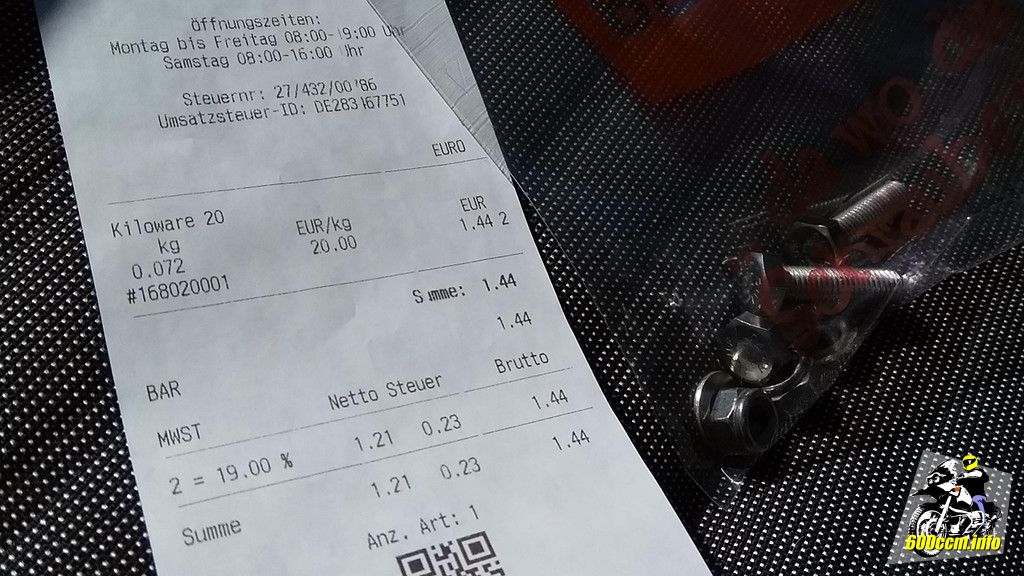 Öffnungszeiten:
Montag bis Freitag 08:00-19:00 Uhr
Samstag 08:00-16:00 Uhr
Steuernr: 27/432/00186
Umsatzsteuer-ID: DE283167751
EURO
EUR
Kiloware 20
kg EUR/kg 1.44 2
0.072 20.00
#168020001
Summe: 1.44
1.44
BAR
Netto Steuer Brutto
MWST
2 = 19.00 % 1.21 0.23 1.44
Summe 1.21 0.23 1.44
Anz. Art: 1
600ccm.info